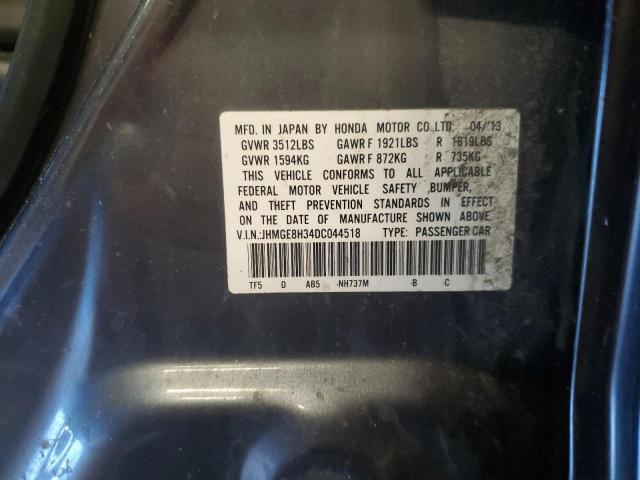 MFD. IN JAPAN BY HONDA MOTOR CO.,LTD. 04/'13
GVWR 3512LBS GAWR F 1921LBS R 1619LBS
GVWR 1594KG GAWR F 872KG R 735KG
THIS VEHICLE CONFORMS TO ALL APPLICABLE
FEDERAL MOTOR VEHICLE SAFETY ,BUMPER,
AND THEFT PREVENTION STANDARDS IN EFFECT
ON THE DATE OF MANUFACTURE SHOWN ABOVE.
V.I.N.:JHMGE8H34DC044518 TYPE: PASSENGER CAR
TF5 D AB5 -NH737M -B -C